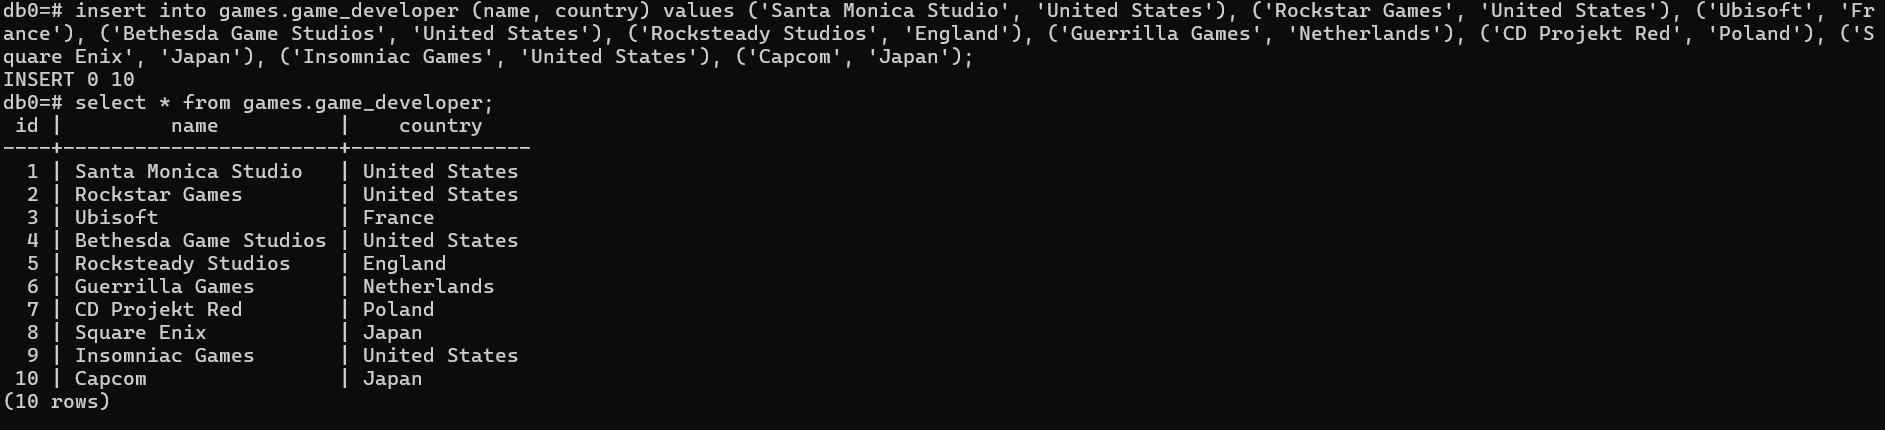 db0=# insert into games.game_developer (name, country) values ('Santa Monica Studio', 'United States'), ('Rockstar Games', 'United States'), ('Ubisoft', 'Fr
ance'), ('Bethesda Game Studios', 'United States'), ('Rocksteady Studios', 'England'), ('Guerrilla Games', 'Netherlands'), ('CD Projekt Red', 'Poland'), ('S
quare Enix', 'Japan'), ('Insomniac Games', 'United States'), ('Capcom', 'Japan');
INSERT 0 10
db0=# select * from games.game_developer;
 id |         name          |    country
----+-----------------------+---------------
  1 | Santa Monica Studio   | United States
  2 | Rockstar Games        | United States
  3 | Ubisoft               | France
  4 | Bethesda Game Studios | United States
  5 | Rocksteady Studios    | England
  6 | Guerrilla Games       | Netherlands
  7 | CD Projekt Red        | Poland
  8 | Square Enix           | Japan
  9 | Insomniac Games       | United States
 10 | Capcom                | Japan
(10 rows)